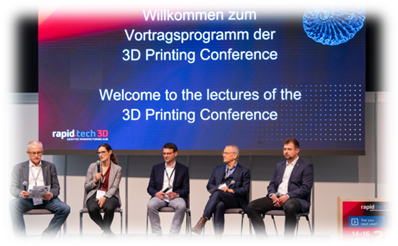 Willkommen zum
Vortragsprogramm der
3D Printing Conference
Welcome to the lectures of the
3D Printing Conference
rapid.tech 3D